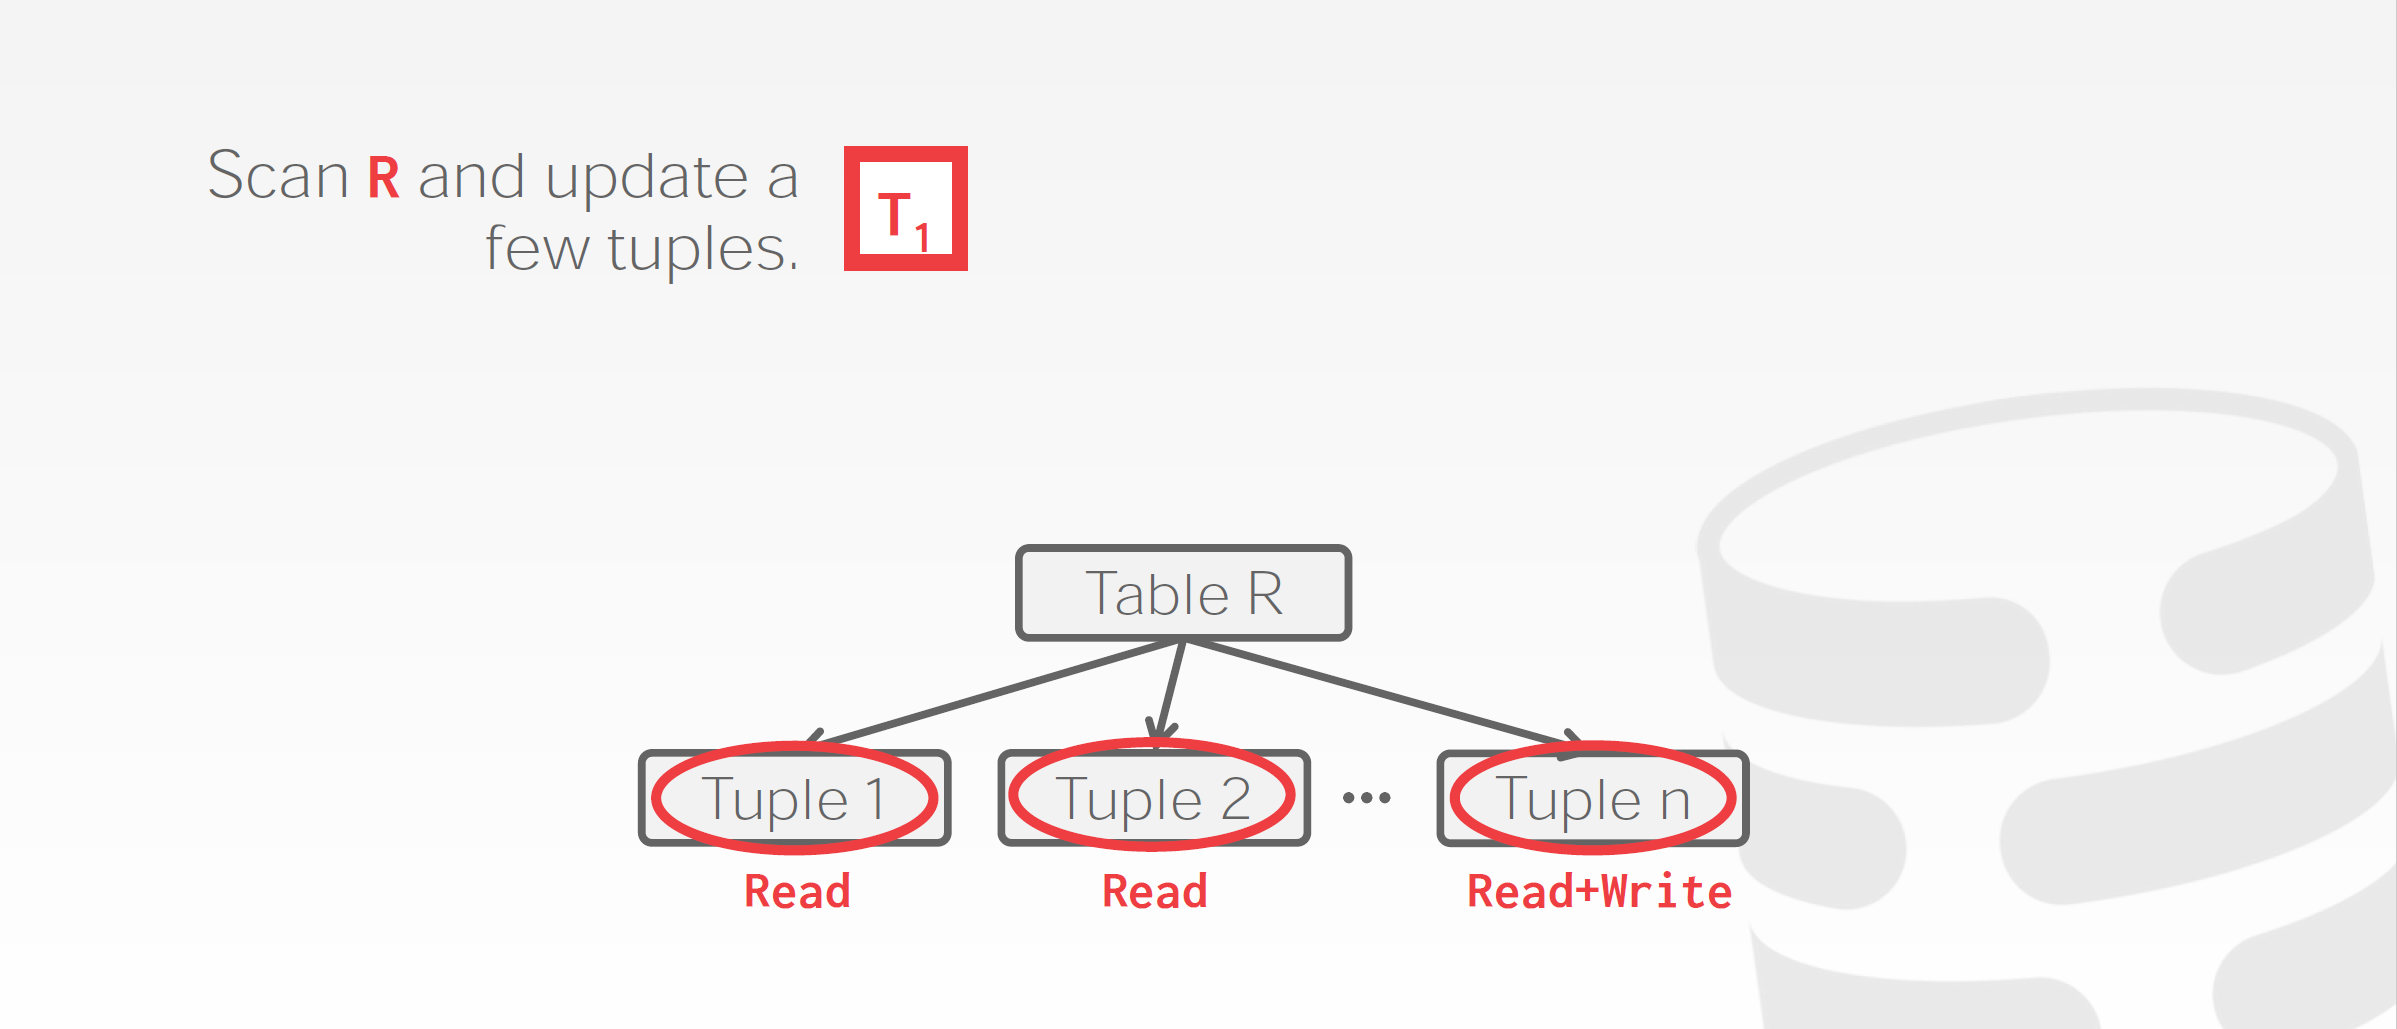 Scan R and update a
few tuples.
T1
Table R
Tuple 1
Tuple 2
•••
Tuple n
Read
Read
Read+Write